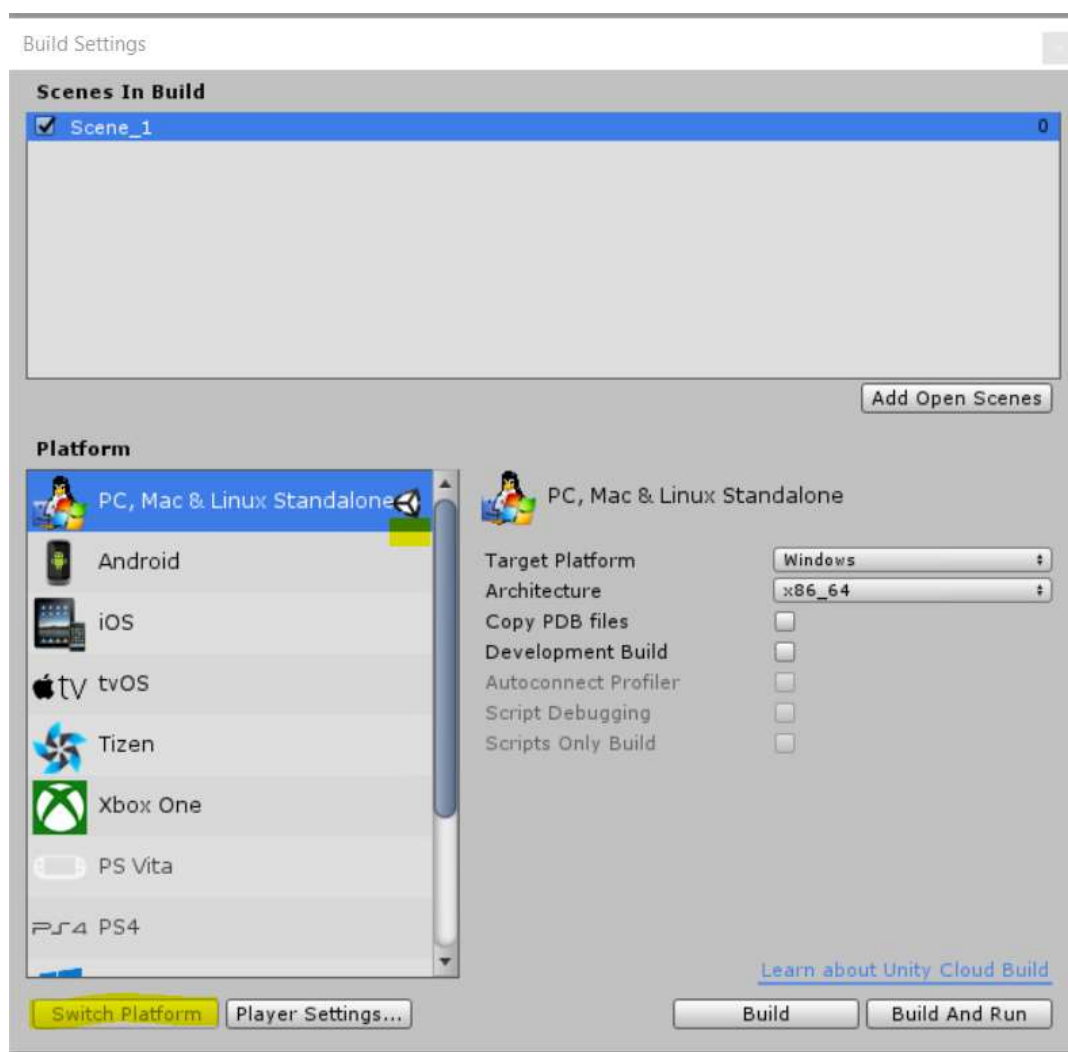 Build Settings
Scenes In Build
Scene_1 0
Add Open Scenes
Platform
PC, Mac & Linux Standalone
Android
iOS
tv tvOS
Tizen
Xbox One
PS Vita
PS4 PS4
PC, Mac & Linux Standalone
Target Platform Windows
Architecture x86_64
Copy PDB files
Development Build
Autoconnect Profiler
Script Debugging
Scripts Only Build
Learn about Unity Cloud Build
Switch Platform Player Settings... Build Build And Run